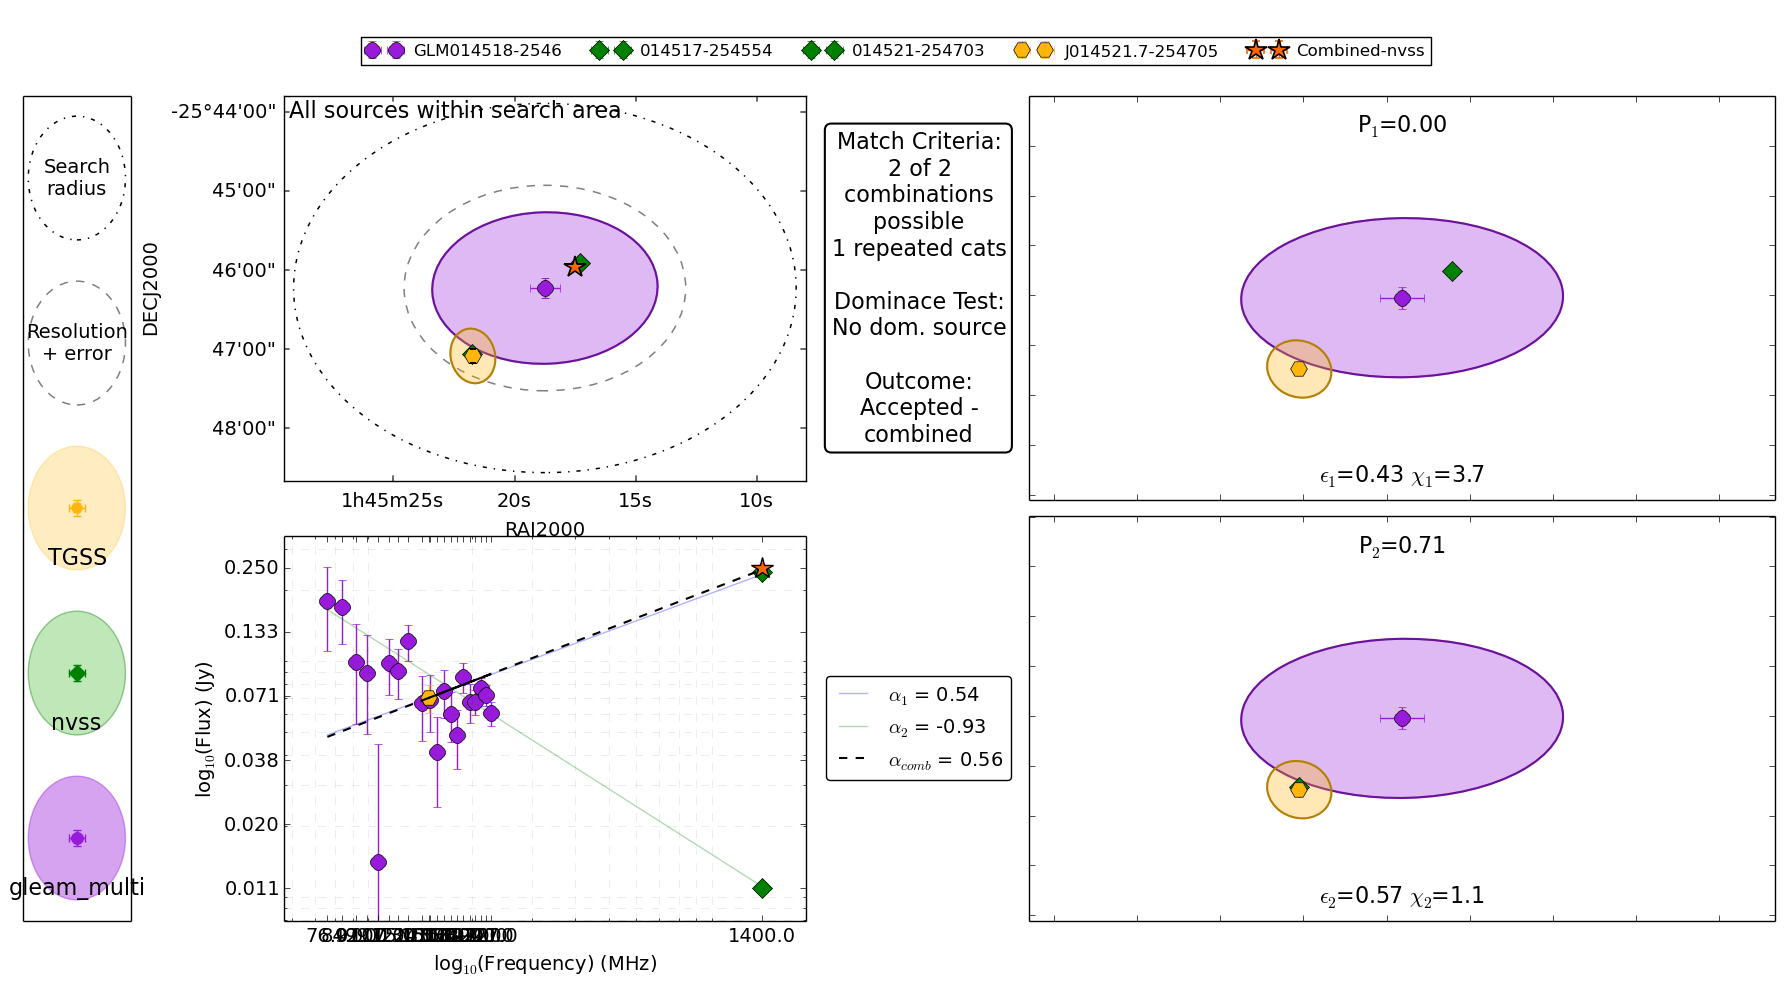 GLM014518-2546 014517-254554 014521-254703 J014521.7-254705 Combined-nvss
Search
radius
Resolution
+ error
TGSS
nvss
gleam_multi
All sources within search area
DECJ2000
-25°44'00"
45'00"
46'00"
47'00"
48'00"
1h45m25s 20s 15s 10s
RAJ2000
Match Criteria:
2 of 2
combinations
possible
1 repeated cats
Dominace Test:
No dom. source
Outcome:
Accepted -
combined
P₁=0.00
ϵ₁=0.43 χ₁=3.7
log₁₀(Flux) (Jy)
0.250
0.133
0.071
0.038
0.020
0.011
1400.0
log₁₀(Frequency) (MHz)
α₁ = 0.54
α₂ = -0.93
α_comb = 0.56
P₂=0.71
ϵ₂=0.57 χ₂=1.1